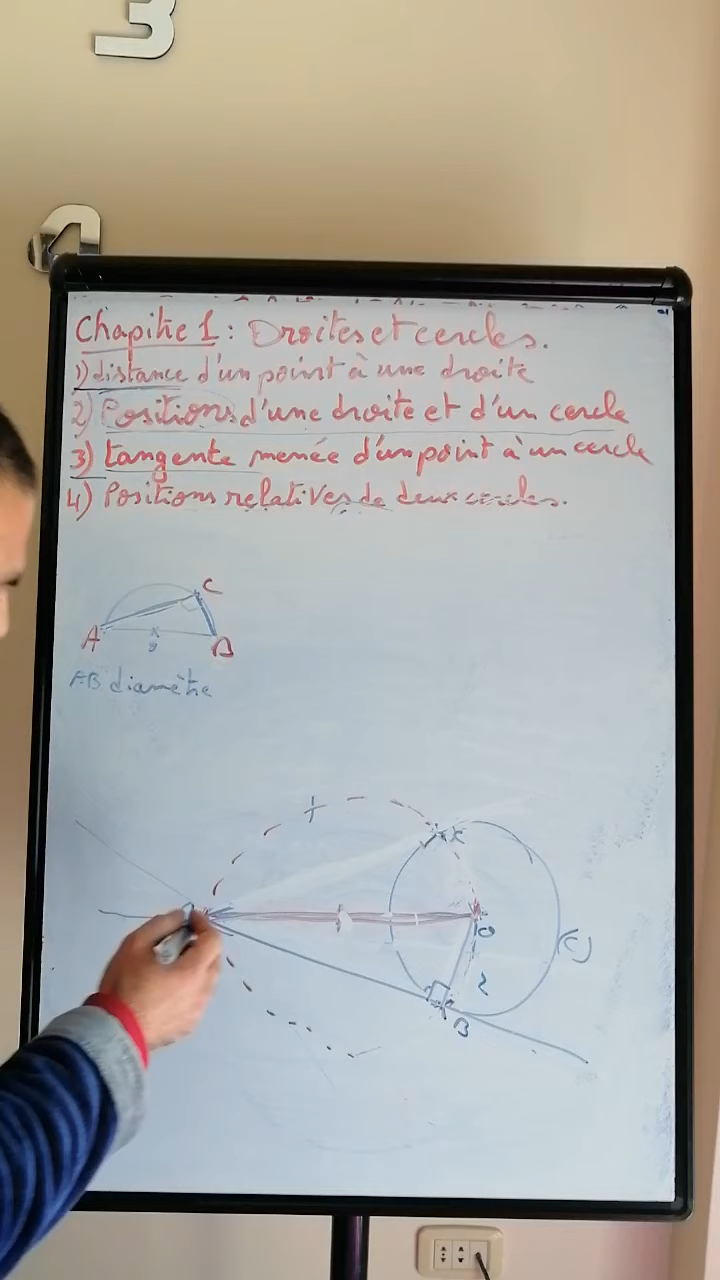 Chapitre 1 : Droites et cercles.
1) distance d'un point à une droite
2) Positions d'une droite et d'un cercle
3) tangente menée d'un point à un cercle
4) Positions relatives de deux cercles.
C
A
B
AB diamètre
K
O
(C)
B